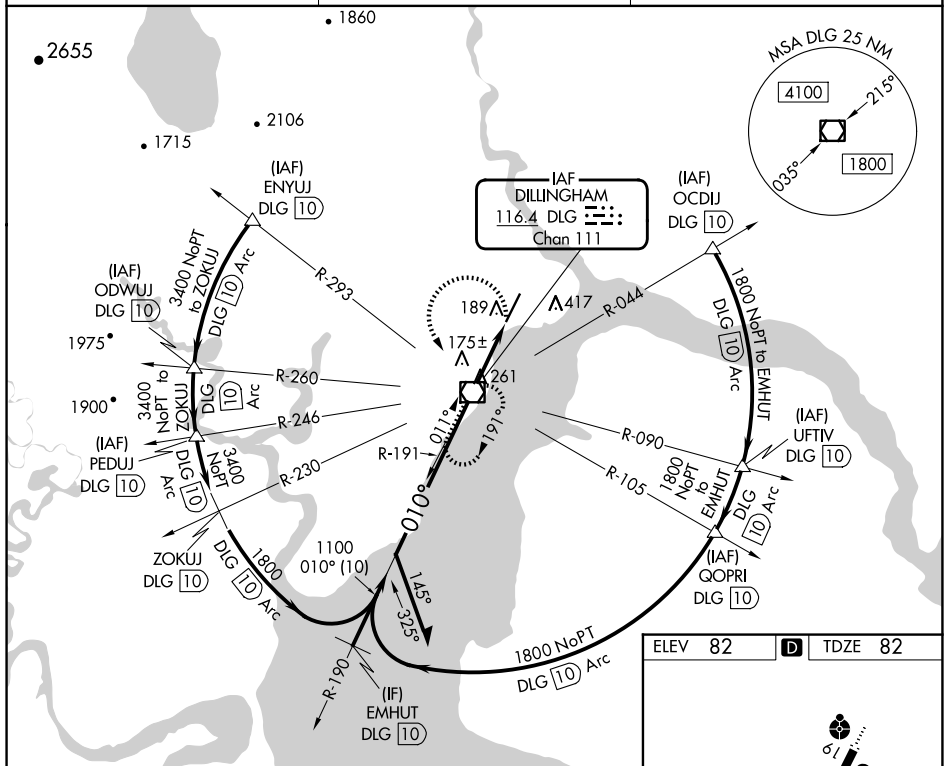 1860
2655
2106
1715
MSA DLG 25 NM
4100
215°
035°
1800
(IAF)
ENYUJ
DLG 10
IAF
DILLINGHAM
116.4 DLG
Chan 111
(IAF)
OCDIJ
DLG 10
3400 NoPT
to ZOKUJ
DLG 10 Arc
R-293
189
417
R-044
1800 NoPT to EMHUT
DLG 10 Arc
(IAF)
ODWUJ
DLG 10
175±
261
1975
R-260
3400
NoPT to
ZOKUJ
DLG
10
Arc
1900
R-246
(IAF)
PEDUJ
DLG 10
3400
NoPT
DLG 10
Arc
R-230
R-191
011°
191°
R-090
(IAF)
UFTIV
DLG 10
1800
NoPT
to
EMHUT
DLG
10
Arc
R-105
010°
ZOKUJ
DLG 10
1800
DLG 10 Arc
1100
010° (10)
145°
325°
(IAF)
QOPRI
DLG 10
1800 NoPT
DLG 10 Arc
R-190
(IF)
EMHUT
DLG 10
ELEV 82
D
TDZE 82
19